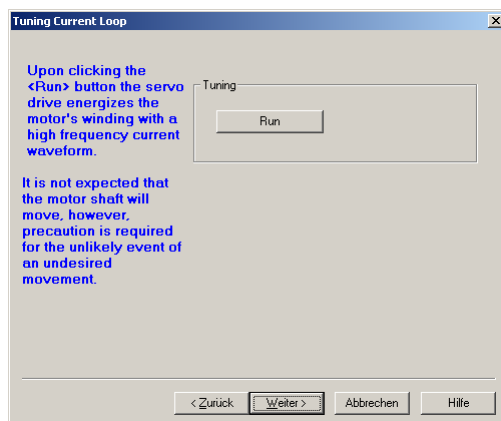 Tuning Current Loop
Upon clicking the
<Run> button the servo
drive energizes the
motor's winding with a
high frequency current
waveform.
It is not expected that
the motor shaft will
move, however,
precaution is required
for the unlikely event of
an undesired
movement.
Tuning
Run
< Zurück
Weiter >
Abbrechen
Hilfe